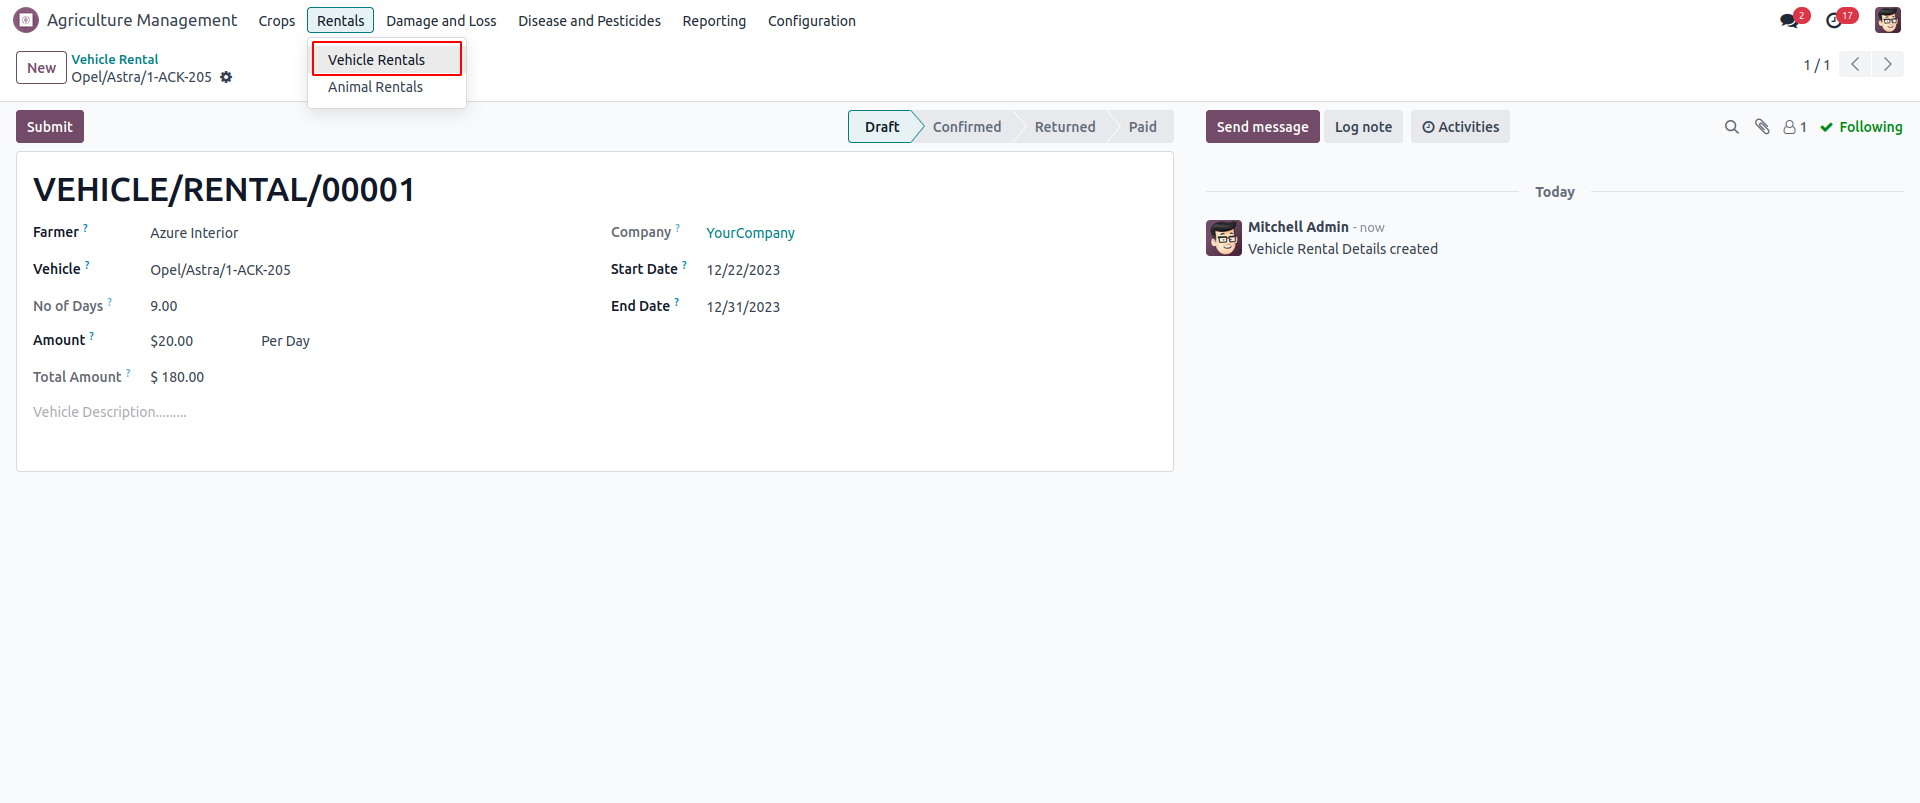 Agriculture Management Crops Rentals Damage and Loss Disease and Pesticides Reporting Configuration 2 17
Vehicle Rentals
Animal Rentals
New Vehicle Rental
Opel/Astra/1-ACK-205
1 / 1
Submit Draft Confirmed Returned Paid Send message Log note Activities 1 Following
VEHICLE/RENTAL/00001
Farmer ? Azure Interior Company ? YourCompany
Vehicle ? Opel/Astra/1-ACK-205 Start Date ? 12/22/2023
No of Days ? 9.00 End Date ? 12/31/2023
Amount ? $20.00 Per Day
Total Amount ? $ 180.00
Vehicle Description.........
Today
Mitchell Admin - now
Vehicle Rental Details created